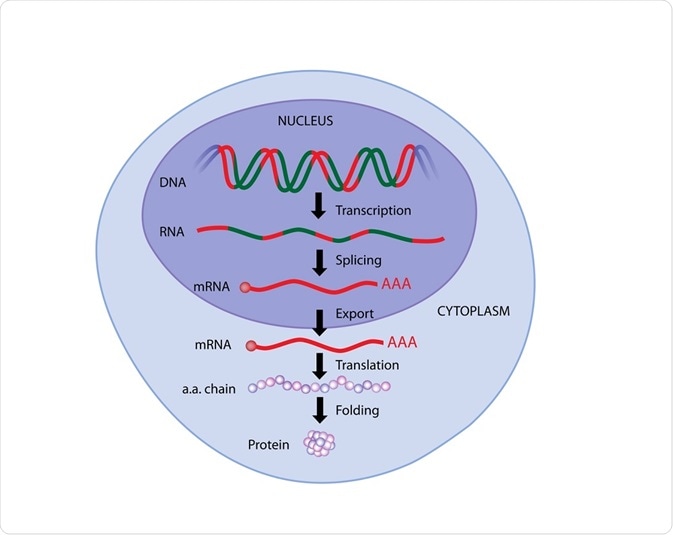 NUCLEUS
DNA
Transcription
RNA
Splicing
mRNA
AAA
Export
CYTOPLASM
mRNA
AAA
Translation
a.a. chain
Folding
Protein